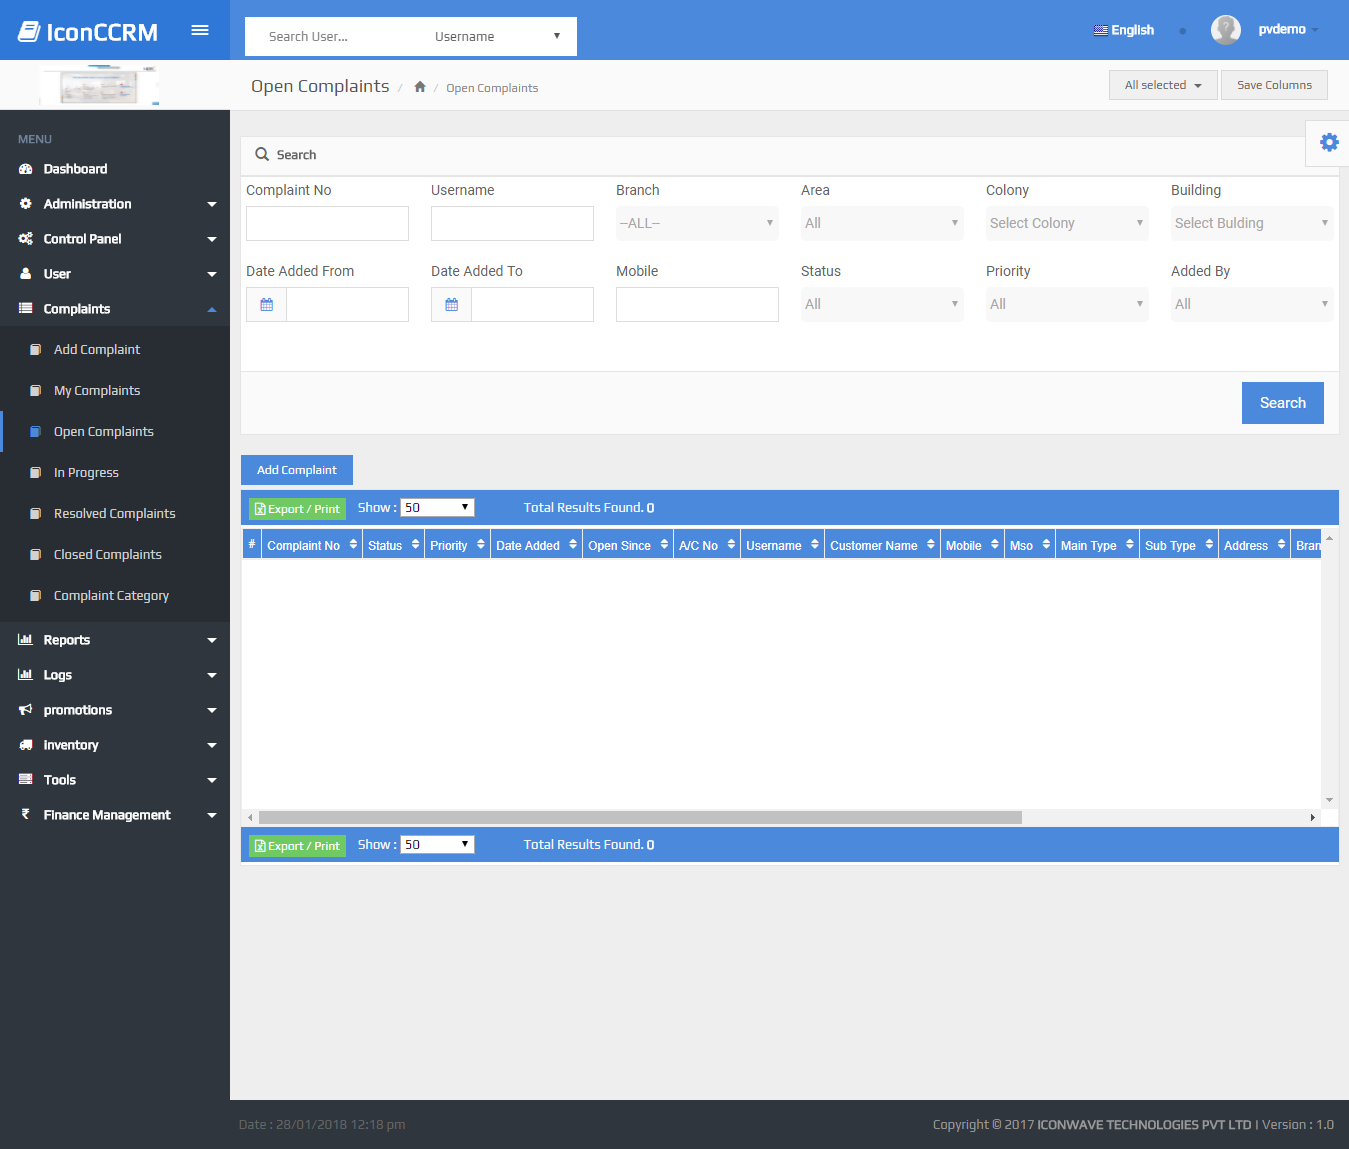 IconCCRM
Search User...
Username
English
pvdemo
Open Complaints / / Open Complaints
All selected
Save Columns
MENU
Dashboard
Administration
Control Panel
User
Complaints
Add Complaint
My Complaints
Open Complaints
In Progress
Resolved Complaints
Closed Complaints
Complaint Category
Reports
Logs
promotions
Inventory
Tools
₹ Finance Management
Search
Complaint No Username Branch Area Colony Building
--ALL-- All Select Colony Select Bulding
Date Added From Date Added To Mobile Status Priority Added By
All All All
Search
Add Complaint
Export / Print Show : 50 Total Results Found. 0
# Complaint No Status Priority Date Added Open Since A/C No Username Customer Name Mobile Mso Main Type Sub Type Address Bran
Export / Print Show : 50 Total Results Found. 0
Date : 28/01/2018 12:18 pm
Copyright © 2017 ICONWAVE TECHNOLOGIES PVT LTD | Version : 1.0